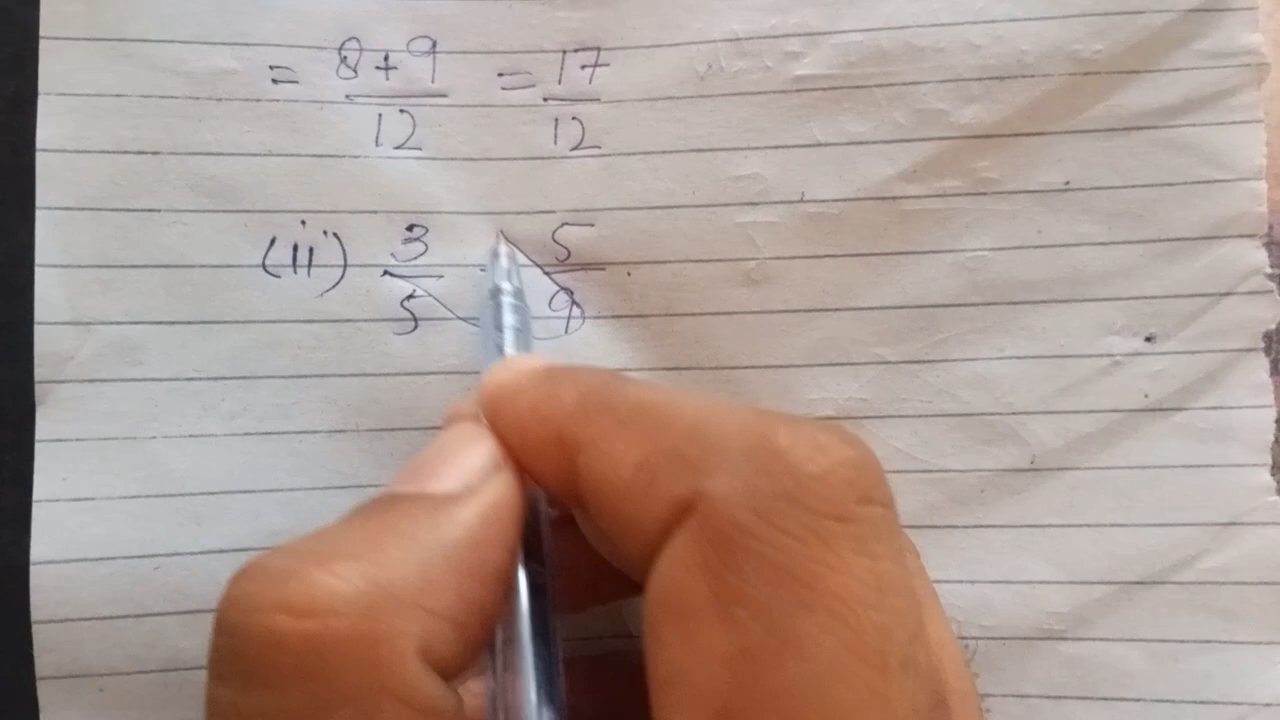 = 8+9/12 = 17/12
(ii) 3/5 5/9